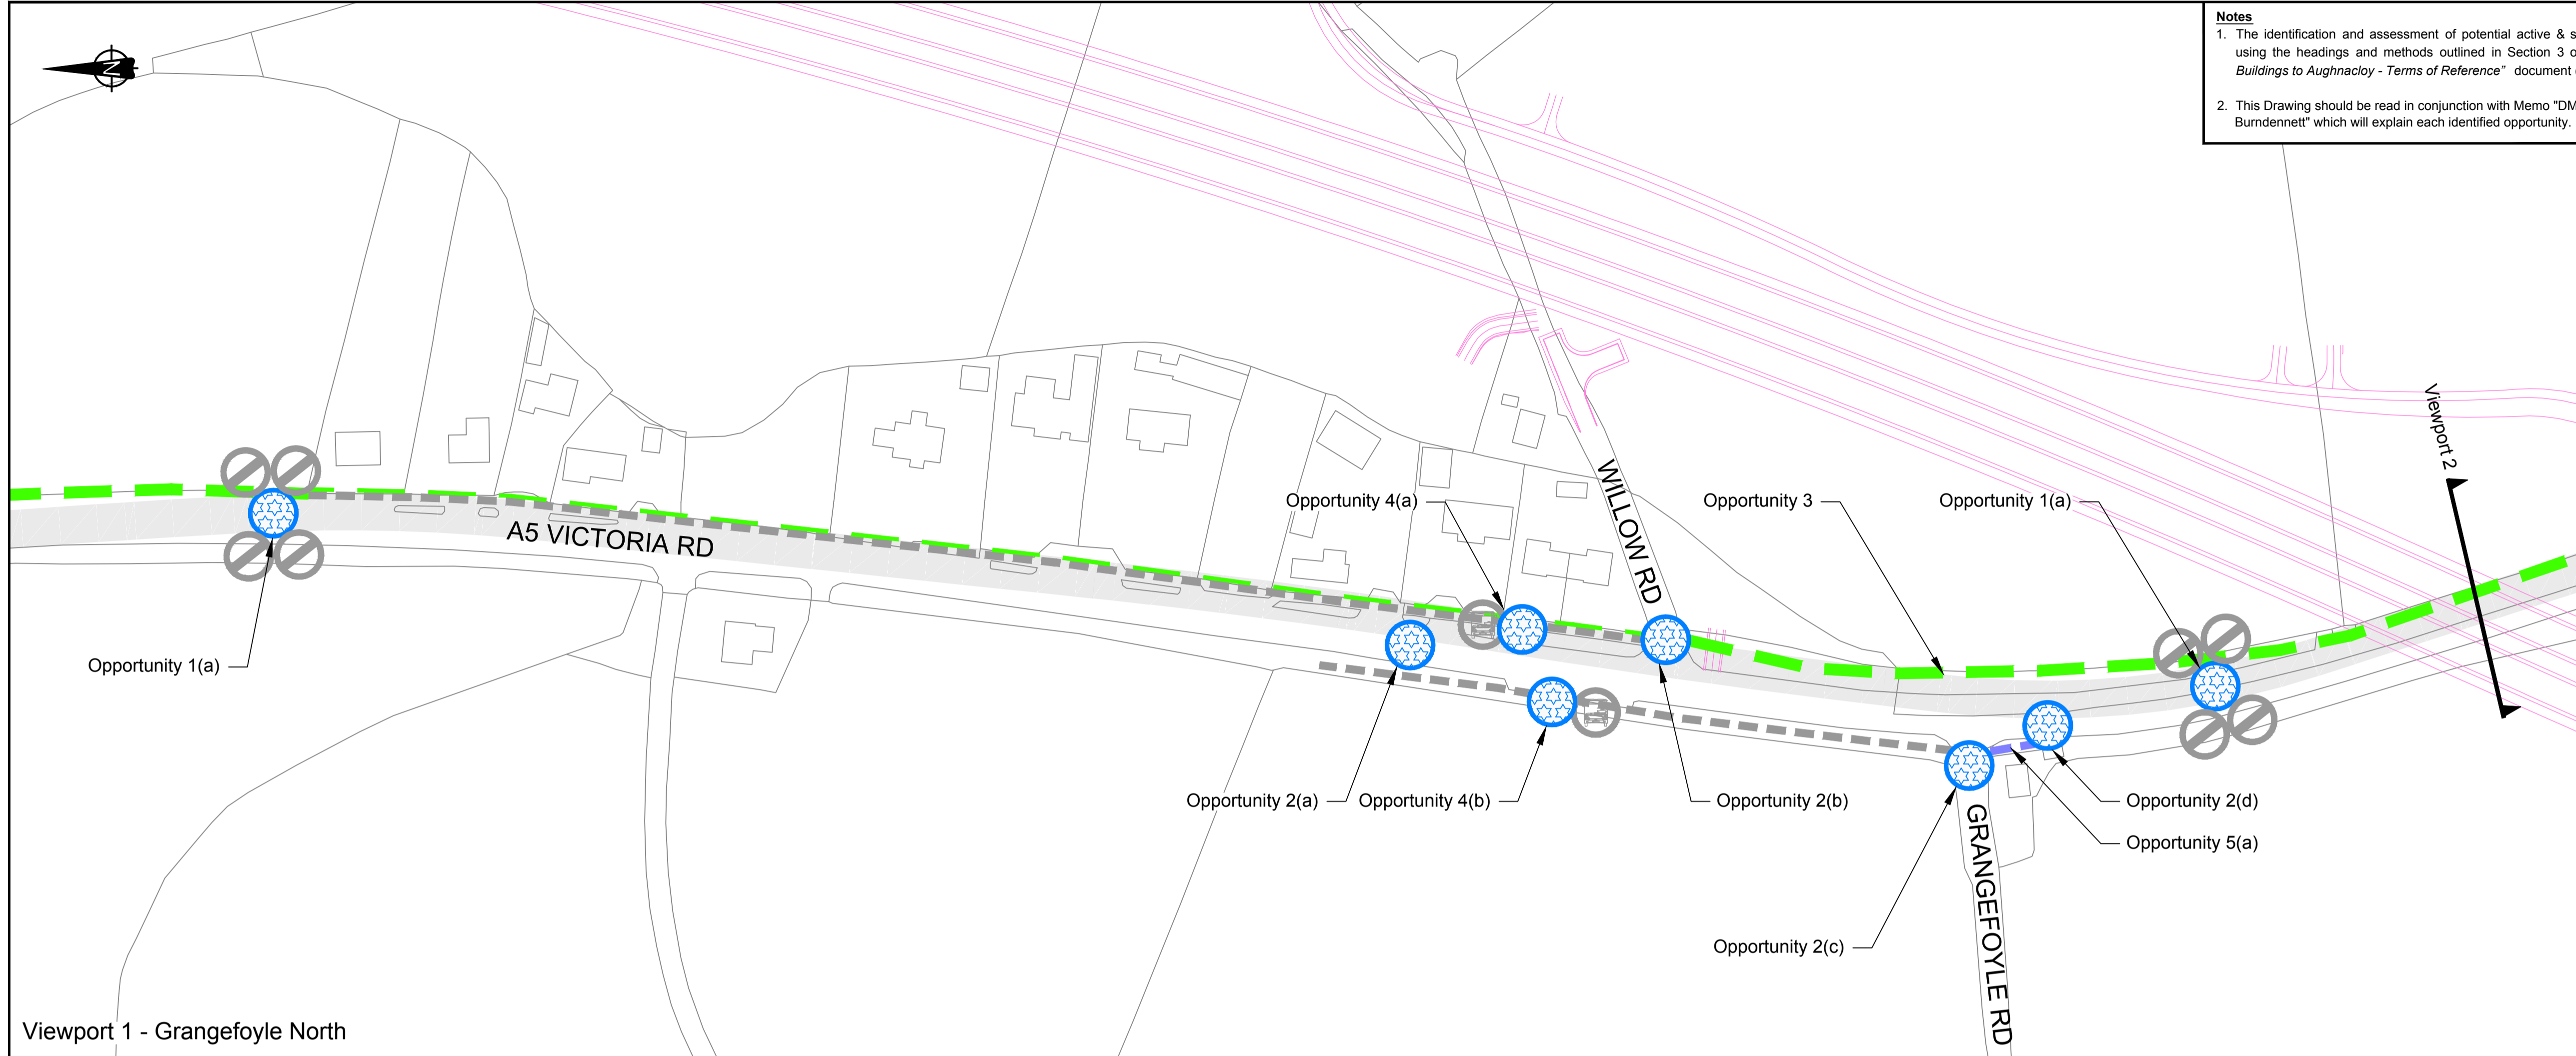 N
Notes
1. The identification and assessment of potential active & s
using the headings and methods outlined in Section 3 o
Buildings to Aughnacloy - Terms of Reference" document
2. This Drawing should be read in conjunction with Memo "DM
Burndennett" which will explain each identified opportunity.
Viewport 2
Opportunity 4(a)
WILLOW RD
Opportunity 3
Opportunity 1(a)
A5 VICTORIA RD
Opportunity 1(a)
Opportunity 2(a)
Opportunity 4(b)
Opportunity 2(b)
Opportunity 2(d)
Opportunity 5(a)
GRANGEFOYLE RD
Opportunity 2(c)
Viewport 1 - Grangefoyle North